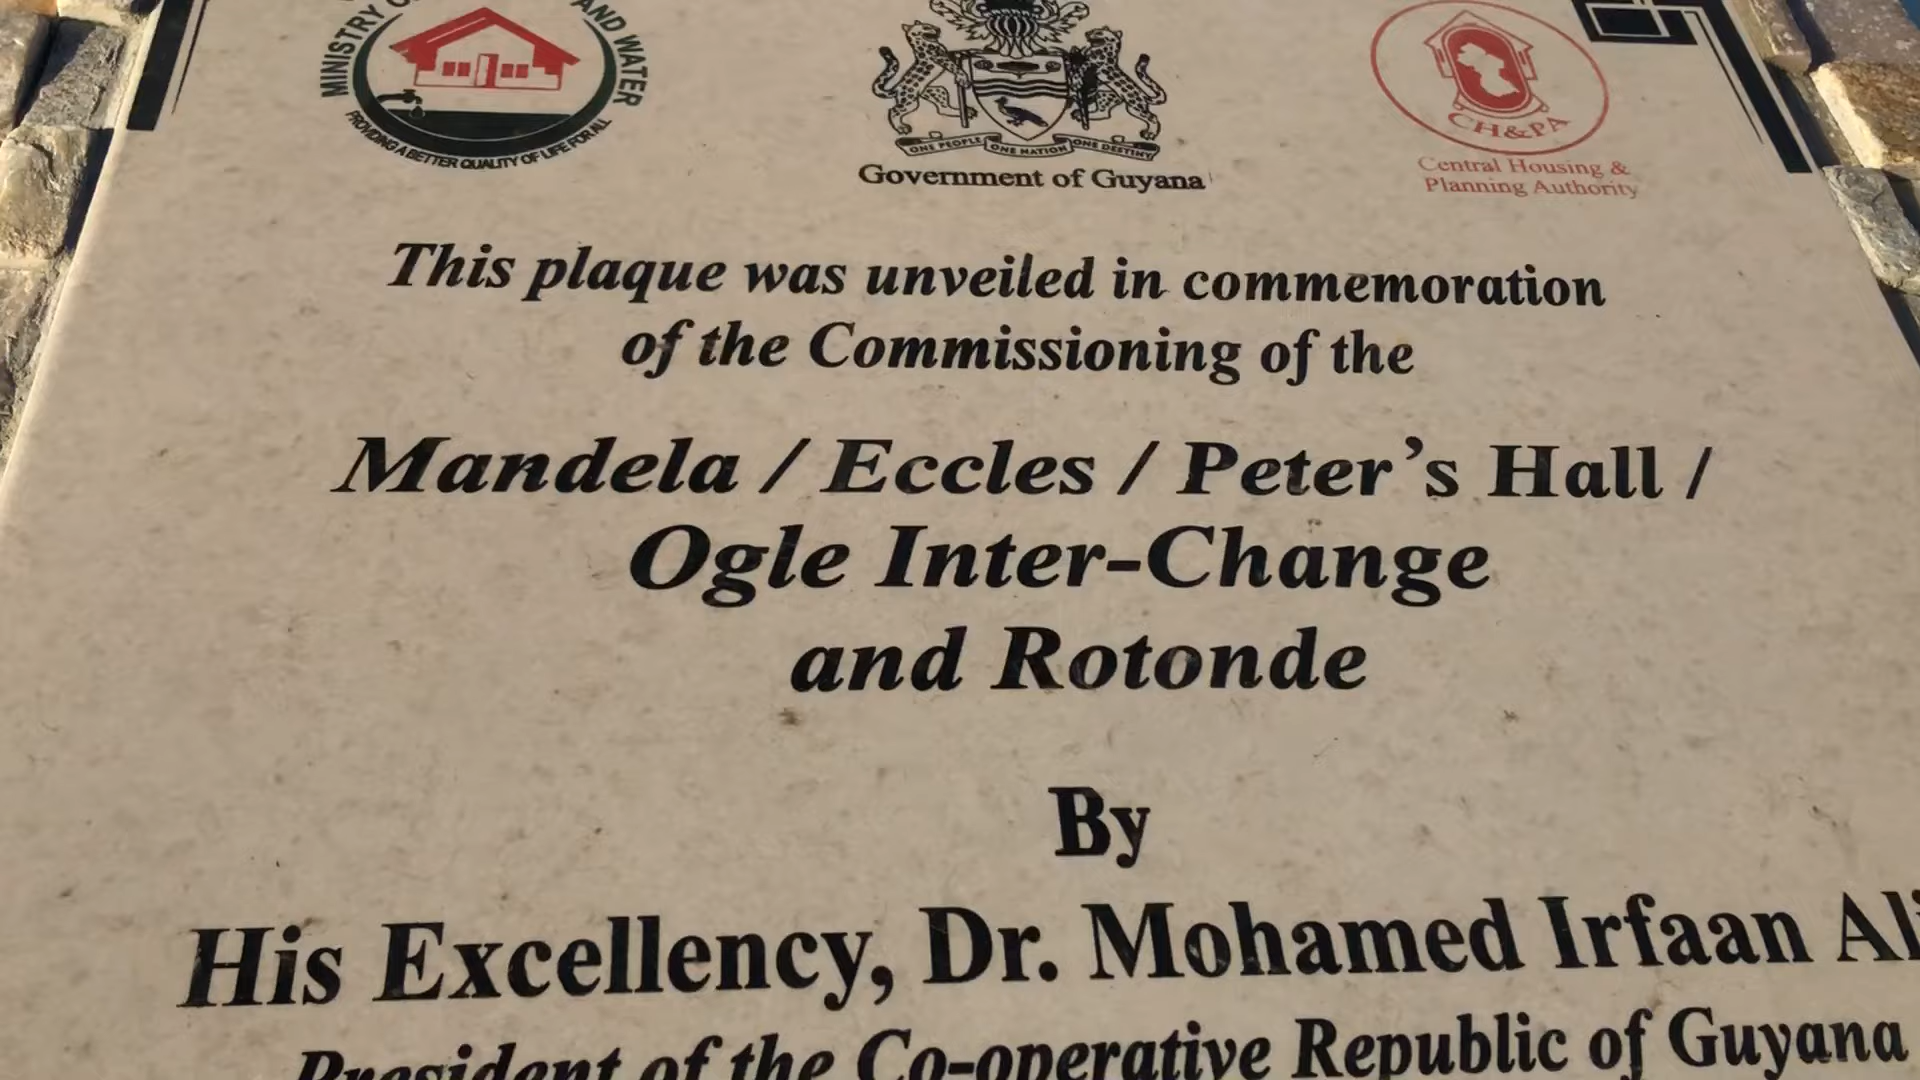 MINISTRY AND WATER
PROVIDING A BETTER QUALITY OF LIFE FOR ALL
ONE PEOPLE ONE NATION ONE DESTINY
Government of Guyana
CH&PA
Central Housing &
Planning Authority
This plaque was unveiled in commemoration
of the Commissioning of the
Mandela / Eccles / Peter's Hall /
Ogle Inter-Change
and Rotonde
By
His Excellency, Dr. Mohamed Irfaan Ali
President of the Co-operative Republic of Guyana